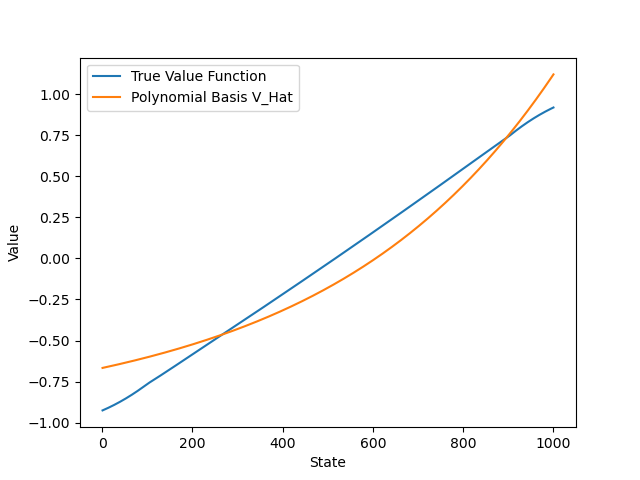 True Value Function
Polynomial Basis V_Hat
1.00
0.75
0.50
0.25
0.00
−0.25
−0.50
−0.75
−1.00
Value
0 200 400 600 800 1000
State